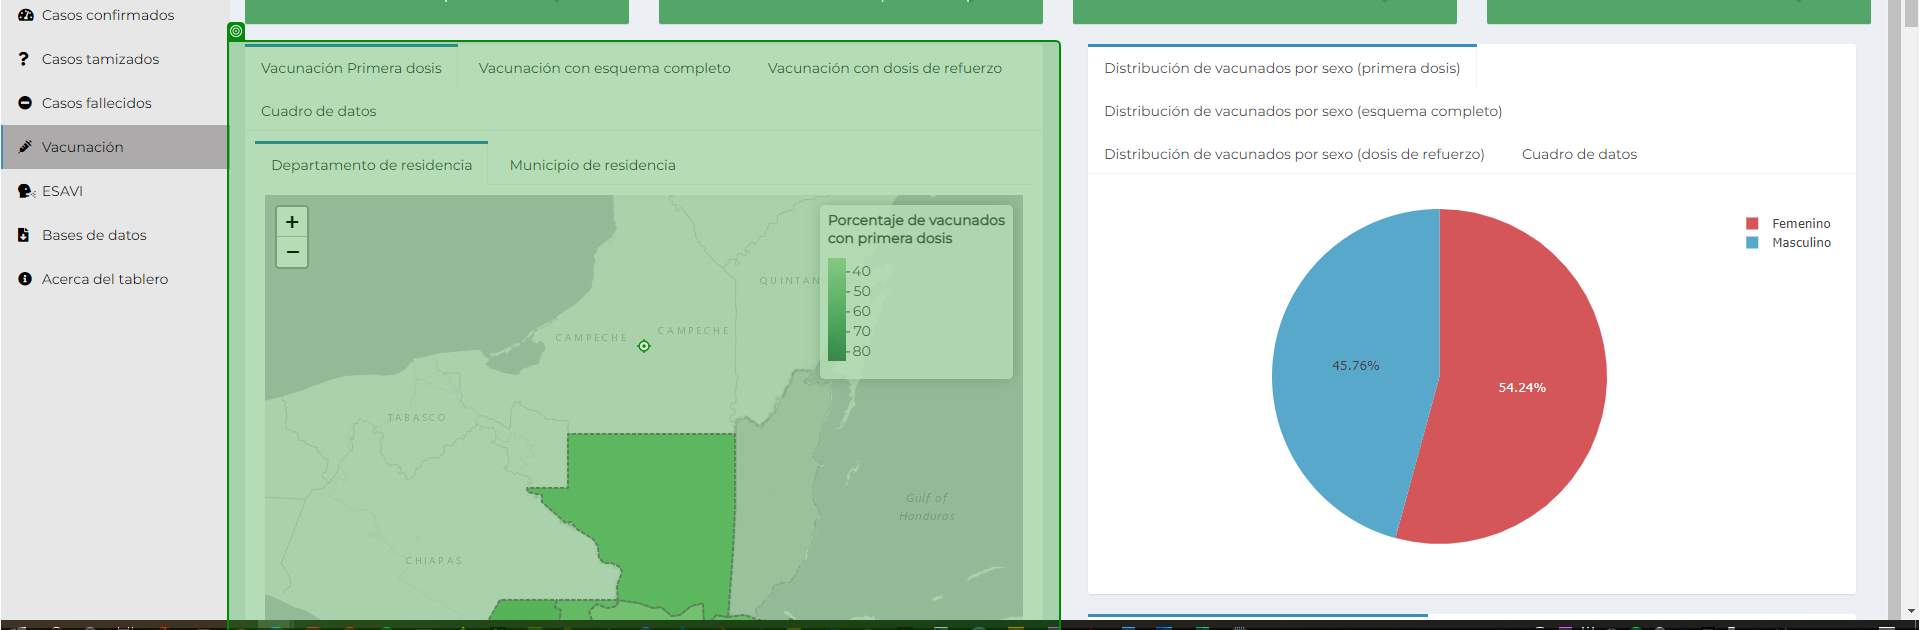 Casos confirmados
Casos tamizados
Casos fallecidos
Vacunación
ESAVI
Bases de datos
Acerca del tablero
Vacunación Primera dosis
Vacunación con esquema completo
Vacunación con dosis de refuerzo
Cuadro de datos
Departamento de residencia
Municipio de residencia
+
−
Porcentaje de vacunados
con primera dosis
40
50
60
70
80
CAMPECHE
CAMPECHE
TABASCO
CHIAPAS
Gulf of
Honduras
Distribución de vacunados por sexo (primera dosis)
Distribución de vacunados por sexo (esquema completo)
Distribución de vacunados por sexo (dosis de refuerzo)
Cuadro de datos
Femenino
Masculino
45.76%
54.24%